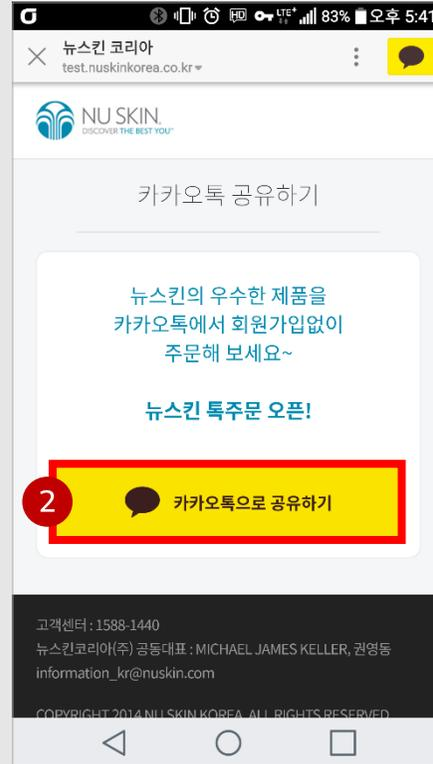 83% 오후 5:41
뉴스킨 코리아
test.nuskinkorea.co.kr
NU SKIN.
DISCOVER THE BEST YOU™
카카오톡 공유하기
뉴스킨의 우수한 제품을
카카오톡에서 회원가입없이
주문해 보세요~
뉴스킨 톡주문 오픈!
2
카카오톡으로 공유하기
고객센터 : 1588-1440
뉴스킨코리아(주) 공동대표 : MICHAEL JAMES KELLER, 권영동
information_kr@nuskin.com
COPYRIGHT 2014 NU SKIN KOREA. ALL RIGHTS RESERVED